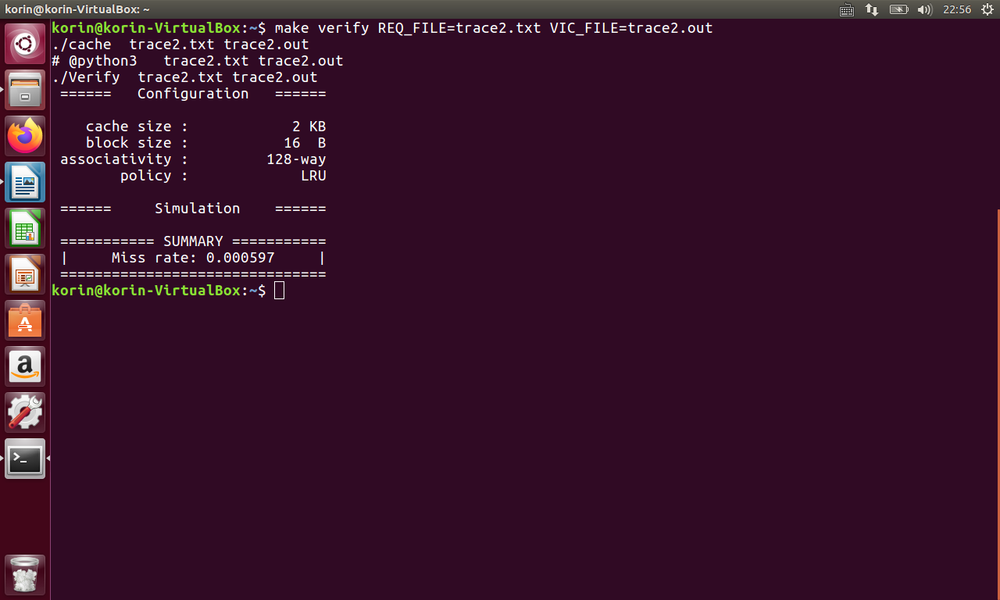 korin@korin-VirtualBox: ~
22:56
korin@korin-VirtualBox:~$ make verify REQ_FILE=trace2.txt VIC_FILE=trace2.out
./cache  trace2.txt trace2.out
# @python3   trace2.txt trace2.out
./Verify  trace2.txt trace2.out
 ======   Configuration   ======
    cache size :            2 KB
    block size :           16  B
 associativity :         128-way
        policy :             LRU
 ======     Simulation    ======
 =========== SUMMARY ===========
 |     Miss rate: 0.000597     |
 ===============================
korin@korin-VirtualBox:~$